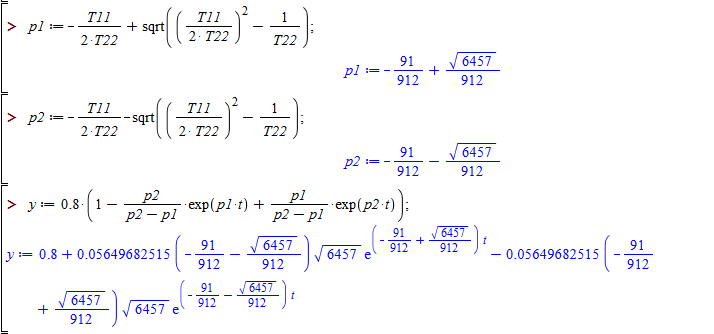 > p1 := -T11/(2·T22) + sqrt((T11/(2·T22))^2 - 1/T22);
p1 := -91/912 + √6457/912
> p2 := -T11/(2·T22) - sqrt((T11/(2·T22))^2 - 1/T22);
p2 := -91/912 - √6457/912
> y := 0.8·(1 - p2/(p2 - p1)·exp(p1·t) + p1/(p2 - p1)·exp(p2·t));
y := 0.8 + 0.05649682515 (-91/912 - √6457/912) √6457 e^((-91/912 + √6457/912) t) - 0.05649682515 (-91/912
+ √6457/912) √6457 e^((-91/912 - √6457/912) t)